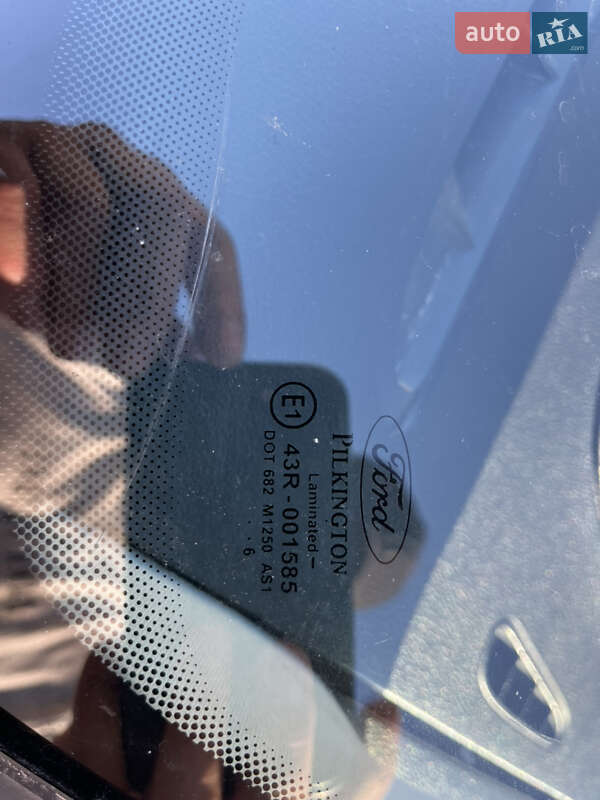 auto RIA
.com
Ford
PILKINGTON
Laminated -
E1 43R - 001585
DOT 682 M1250 AS1
. . 6